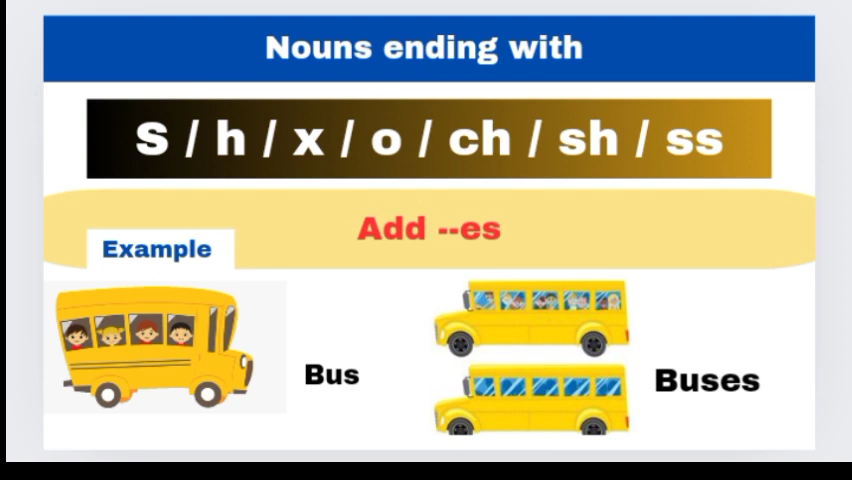 Nouns ending with
S / h / x / o / ch / sh / ss
Add --es
Example
Bus
Buses